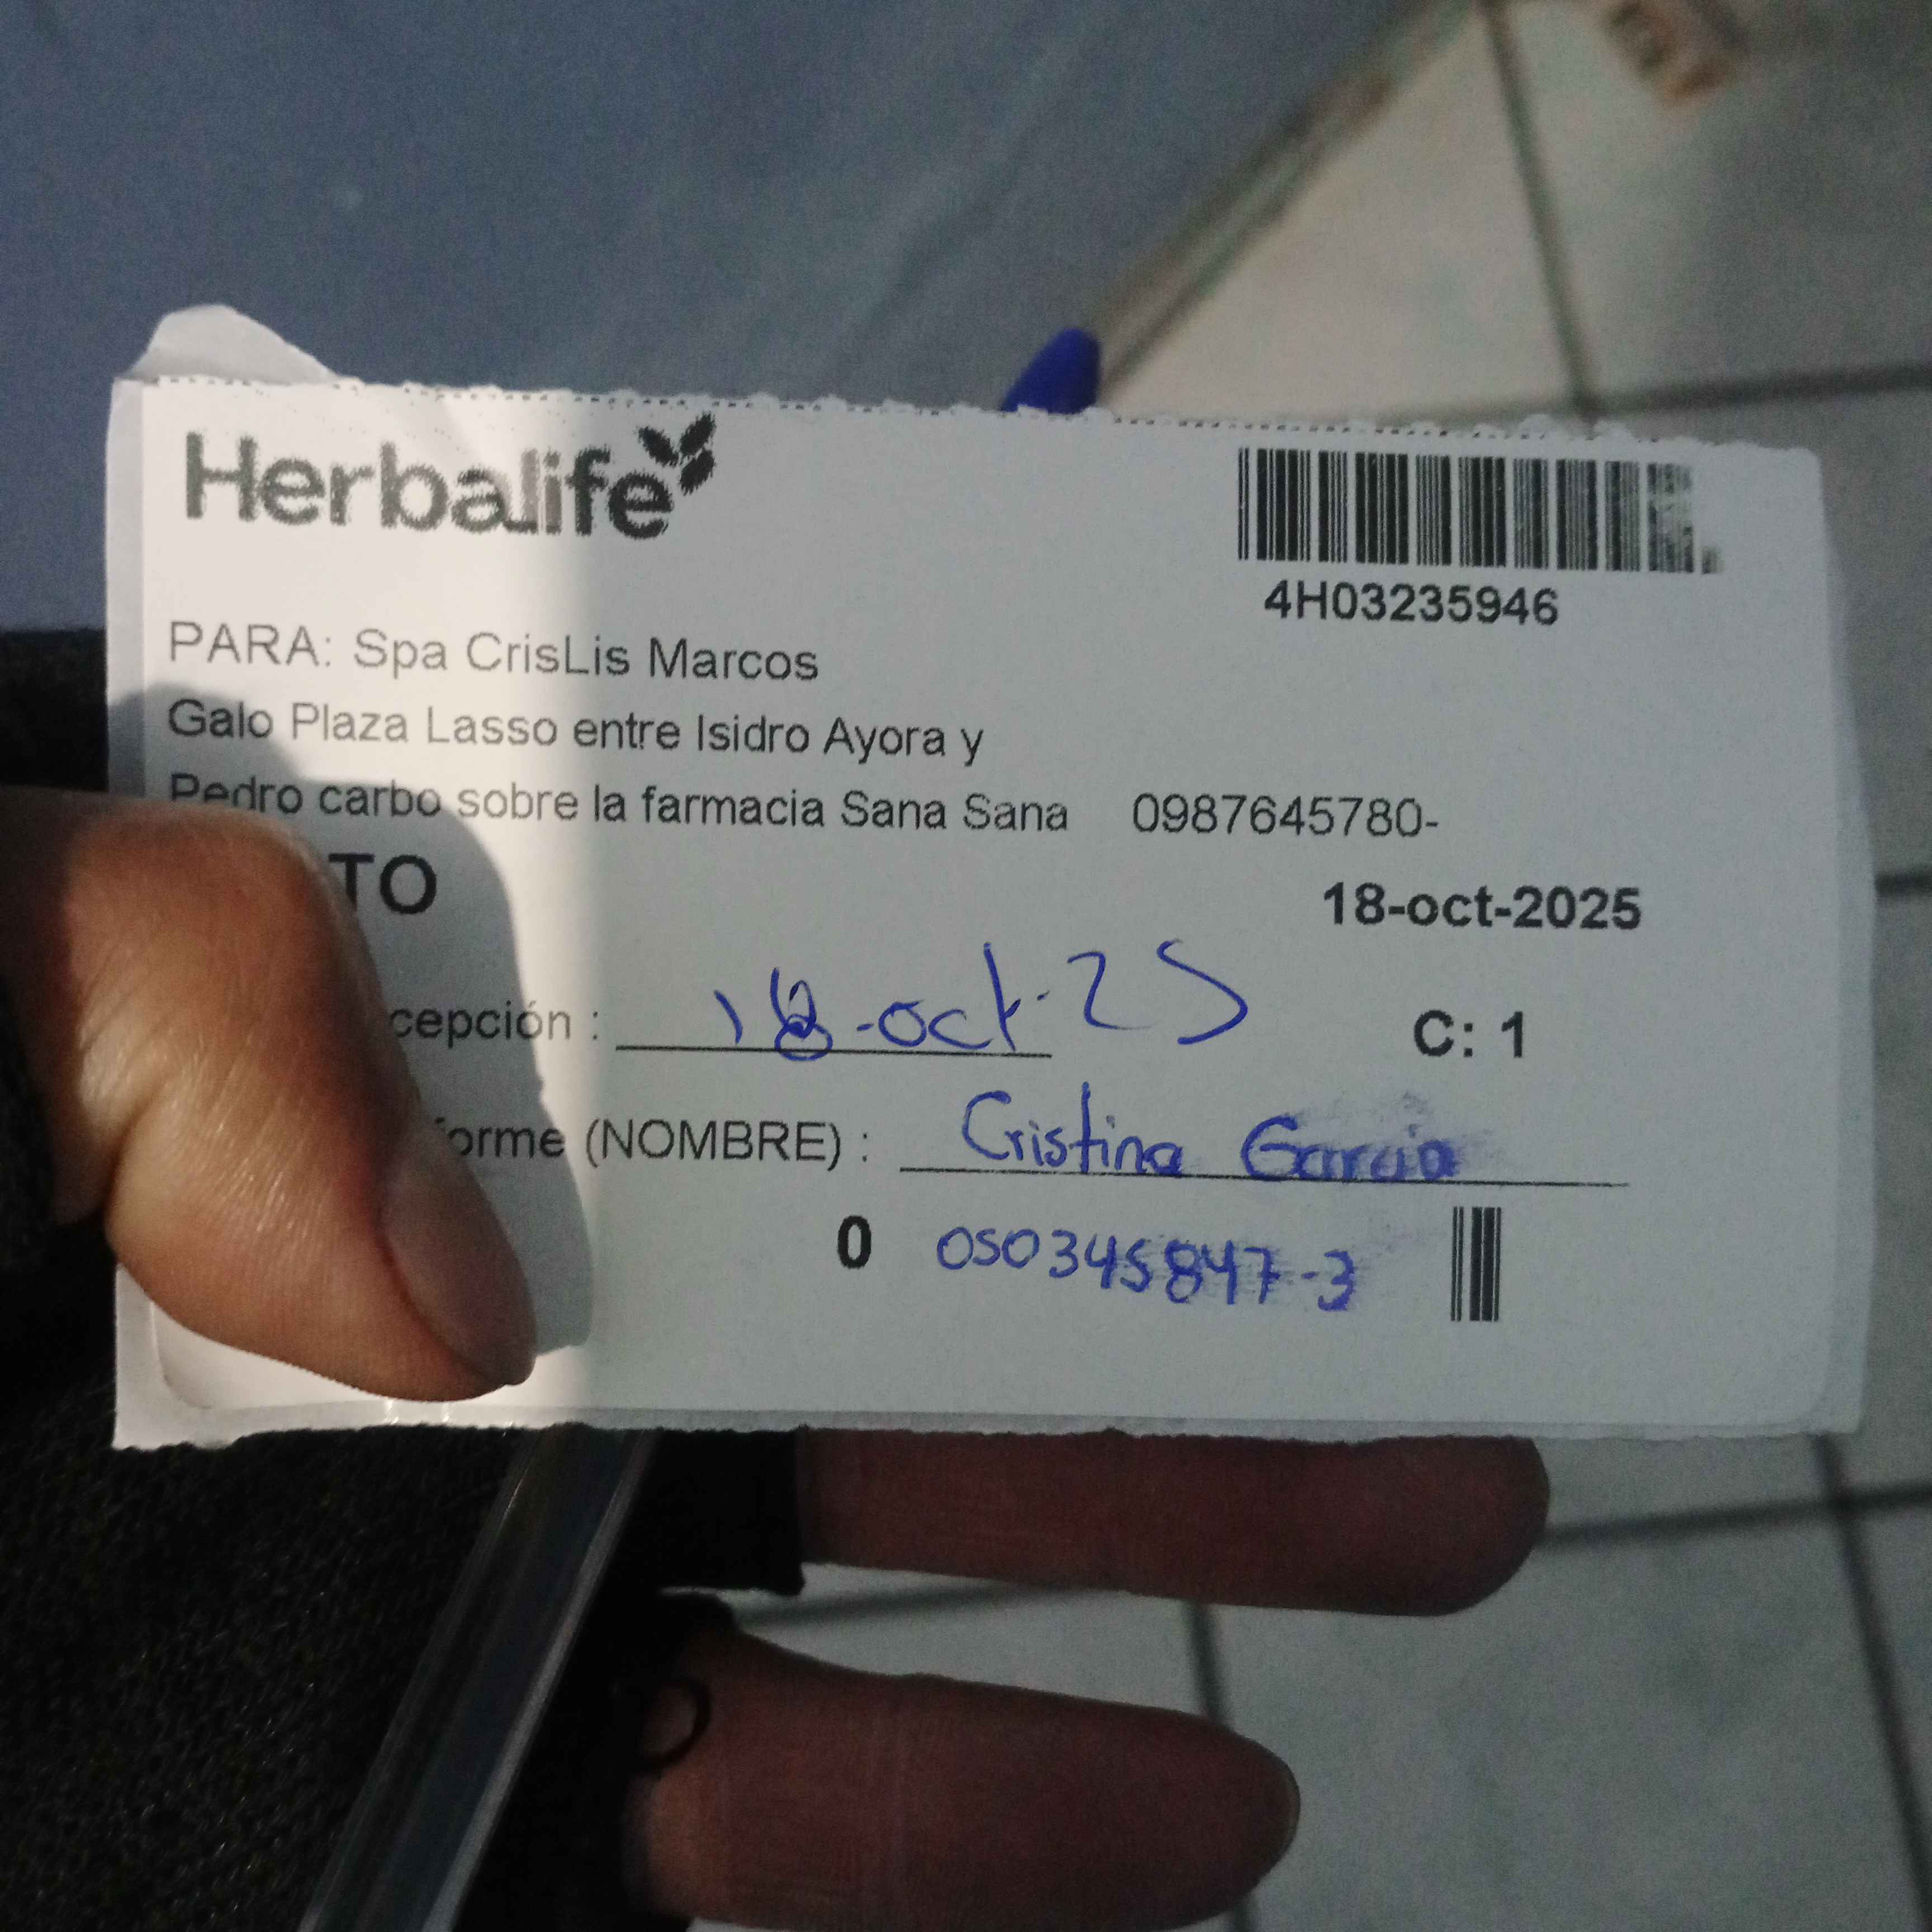 Herbalife
4H03235946
PARA: Spa CrisLis Marcos
Galo Plaza Lasso entre Isidro Ayora y
Pedro carbo sobre la farmacia Sana Sana 0987645780-
TO
18-oct-2025
cepción : 18-oct-25 C: 1
orme (NOMBRE) : Cristina Garcia
0 050345847-3